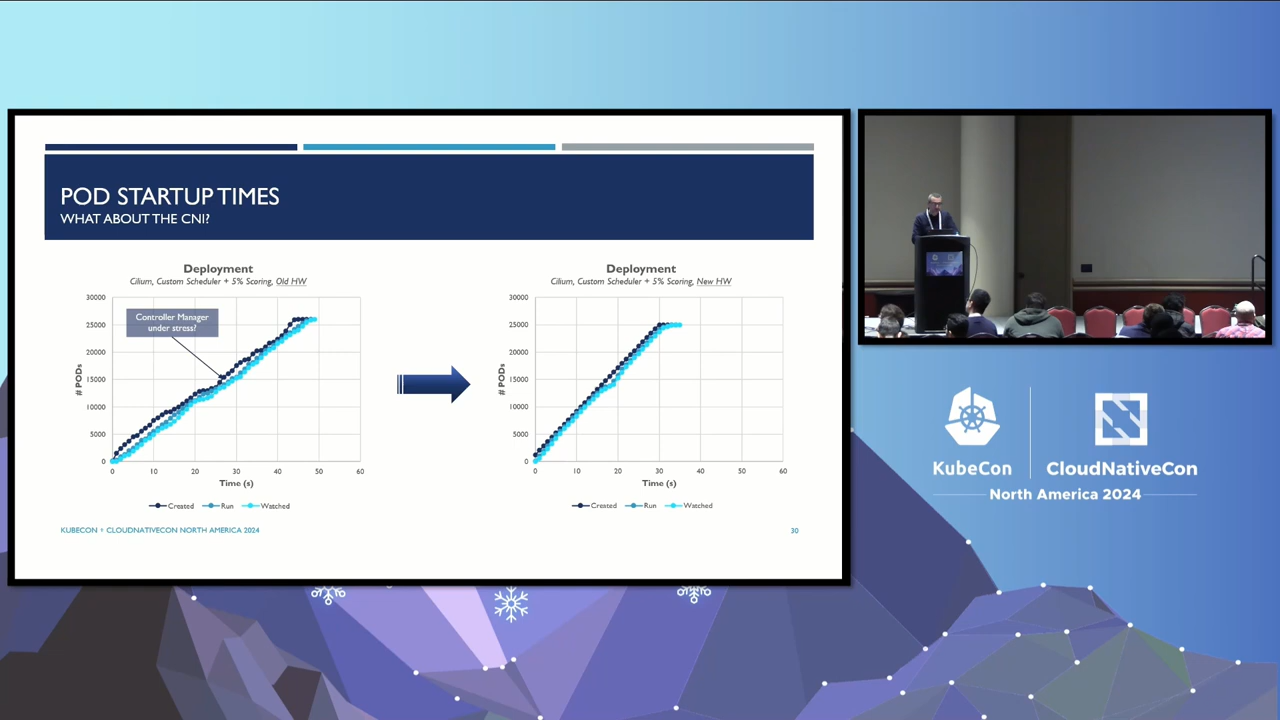 POD STARTUP TIMES
WHAT ABOUT THE CNI?
Deployment
Cilium, Custom Scheduler + 5% Scoring, Old HW
30000
25000
20000
15000
10000
5000
0
# PODs
Controller Manager
under stress?
0 10 20 30 40 50 60
Time (s)
Created Run Watched
Deployment
Cilium, Custom Scheduler + 5% Scoring, New HW
30000
25000
20000
15000
10000
5000
0
# PODs
0 10 20 30 40 50 60
Time (s)
Created Run Watched
KUBECON + CLOUDNATIVECON NORTH AMERICA 2024
30
KubeCon
CloudNativeCon
North America 2024